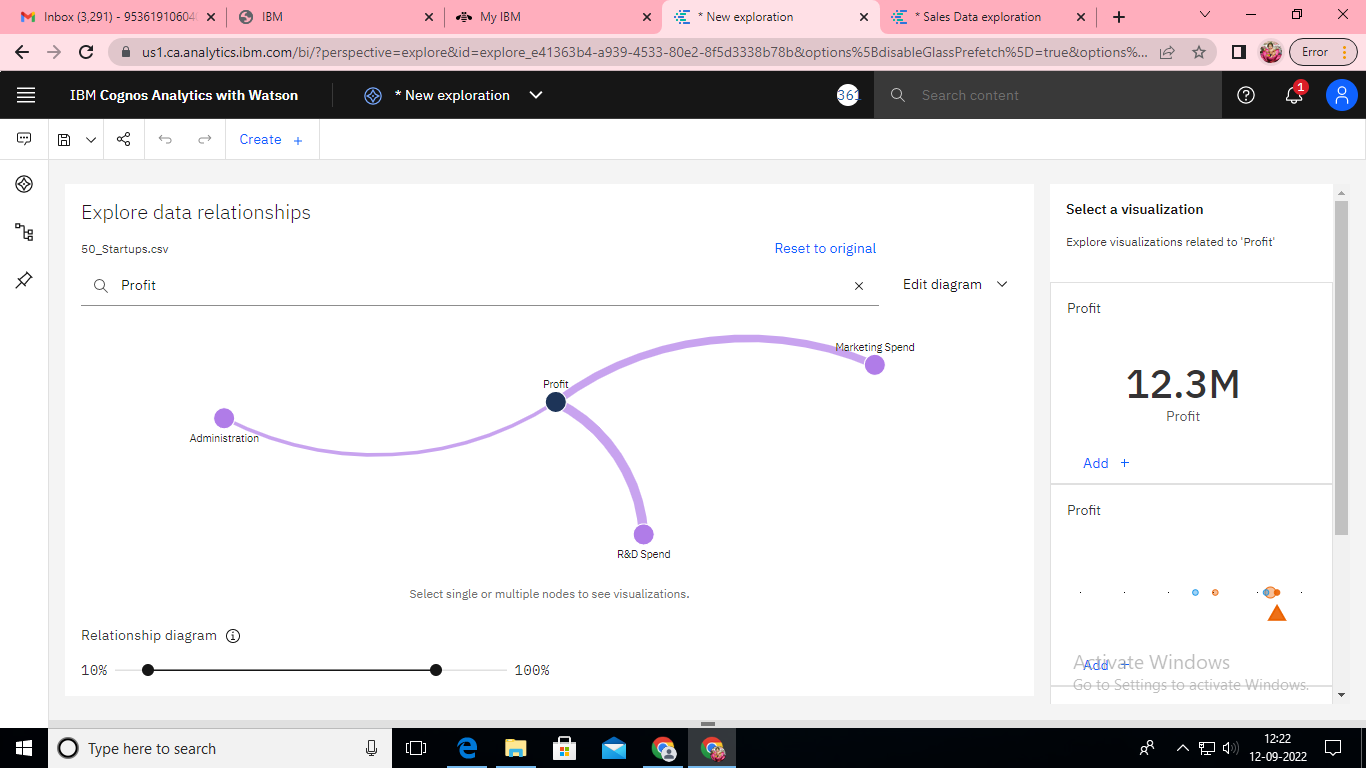 Inbox (3,291) - 9536191060
IBM
My IBM
* New exploration
* Sales Data exploration
us1.ca.analytics.ibm.com/bi/?perspective=explore&id=explore_e41363b4-a939-4533-80e2-8f5d3338b78b&options%5BdisableGlassPrefetch%5D=true&options%...
Error
IBM Cognos Analytics with Watson
* New exploration
361
Search content
1
Create +
Explore data relationships
50_Startups.csv
Reset to original
Profit
Edit diagram
Marketing Spend
Profit
Administration
R&D Spend
Select single or multiple nodes to see visualizations.
Relationship diagram
10%
100%
Select a visualization
Explore visualizations related to 'Profit'
Profit
12.3M
Profit
Add +
Profit
Add +
Activate Windows
Go to Settings to activate Windows.
Type here to search
12:22
12-09-2022